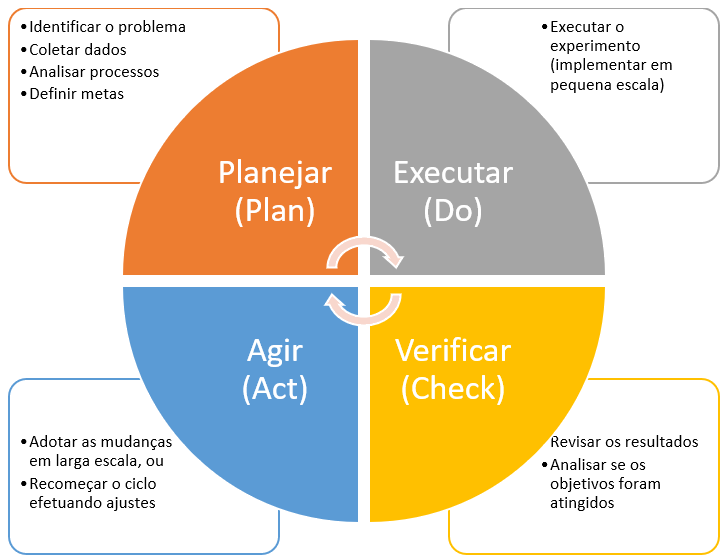 •Identificar o problema
•Coletar dados
•Analisar processos
•Definir metas
•Executar o
experimento
(implementar em
pequena escala)
Planejar
(Plan)
Executar
(Do)
Agir
(Act)
Verificar
(Check)
•Adotar as mudanças
em larga escala, ou
•Recomeçar o ciclo
efetuando ajustes
Revisar os resultados
•Analisar se os
objetivos foram
atingidos